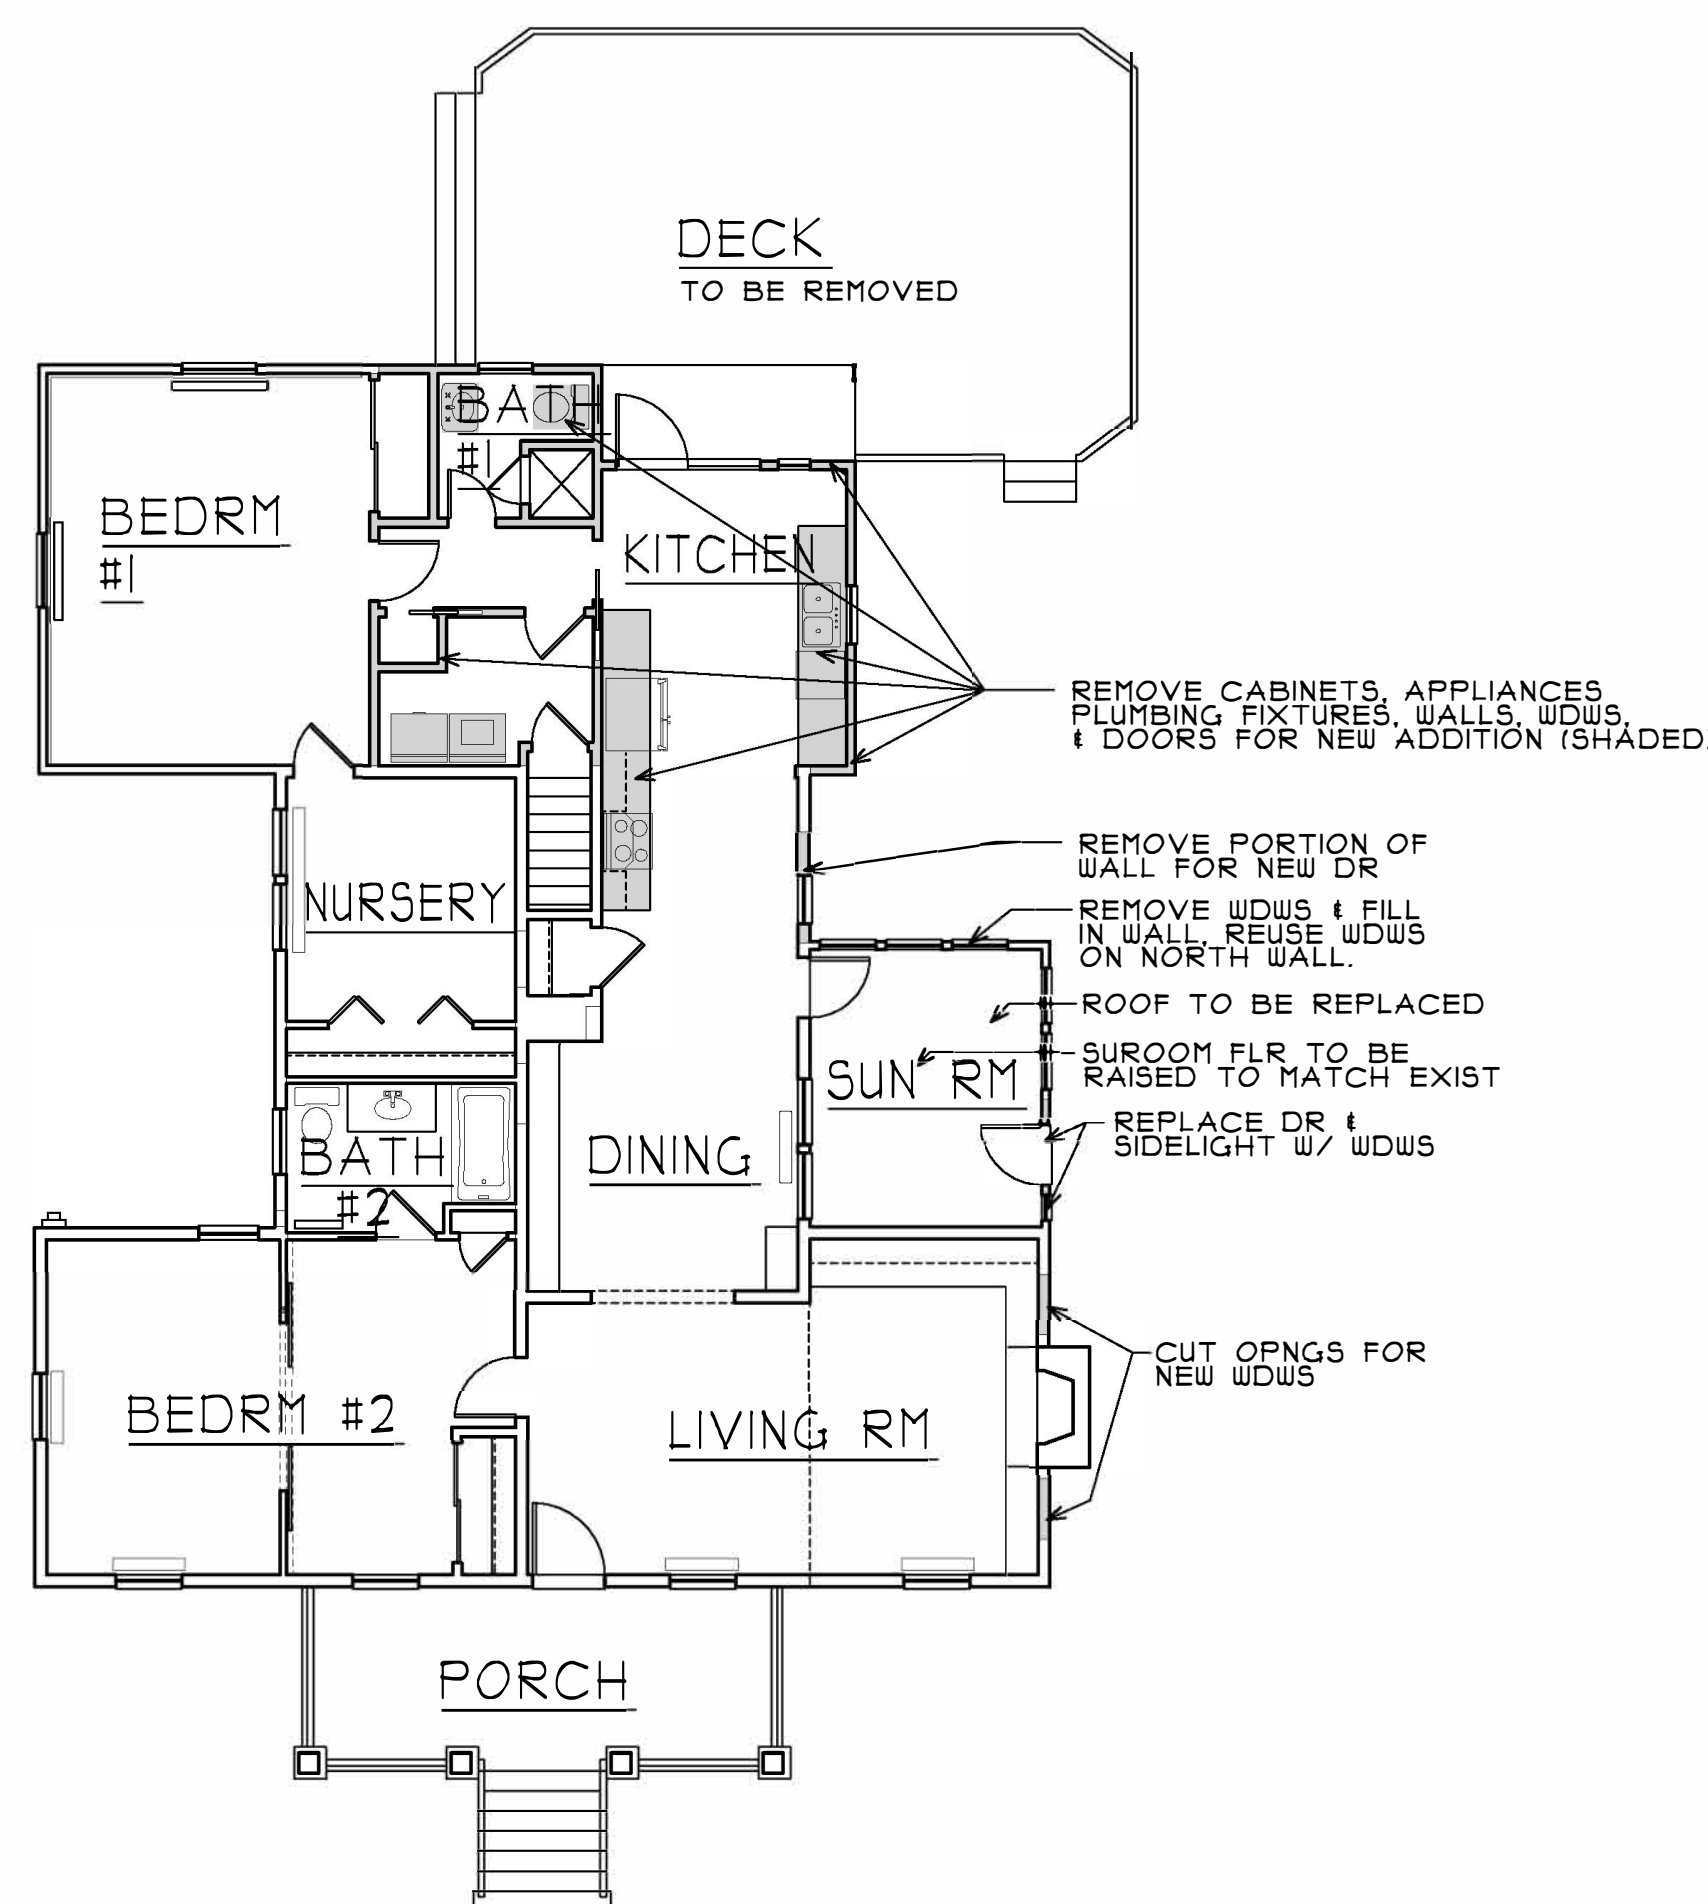 DECK
TO BE REMOVED
BATH
#1
BEDRM
#1
KITCHEN
REMOVE CABINETS, APPLIANCES
PLUMBING FIXTURES, WALLS, WDWS,
& DOORS FOR NEW ADDITION (SHADED)
REMOVE PORTION OF
WALL FOR NEW DR
NURSERY
REMOVE WDWS & FILL
IN WALL, REUSE WDWS
ON NORTH WALL.
ROOF TO BE REPLACED
SUROOM FLR TO BE
RAISED TO MATCH EXIST
SUN RM
REPLACE DR &
SIDELIGHT W/ WDWS
BATH
#2
DINING
CUT OPNGS FOR
NEW WDWS
BEDRM #2
LIVING RM
PORCH